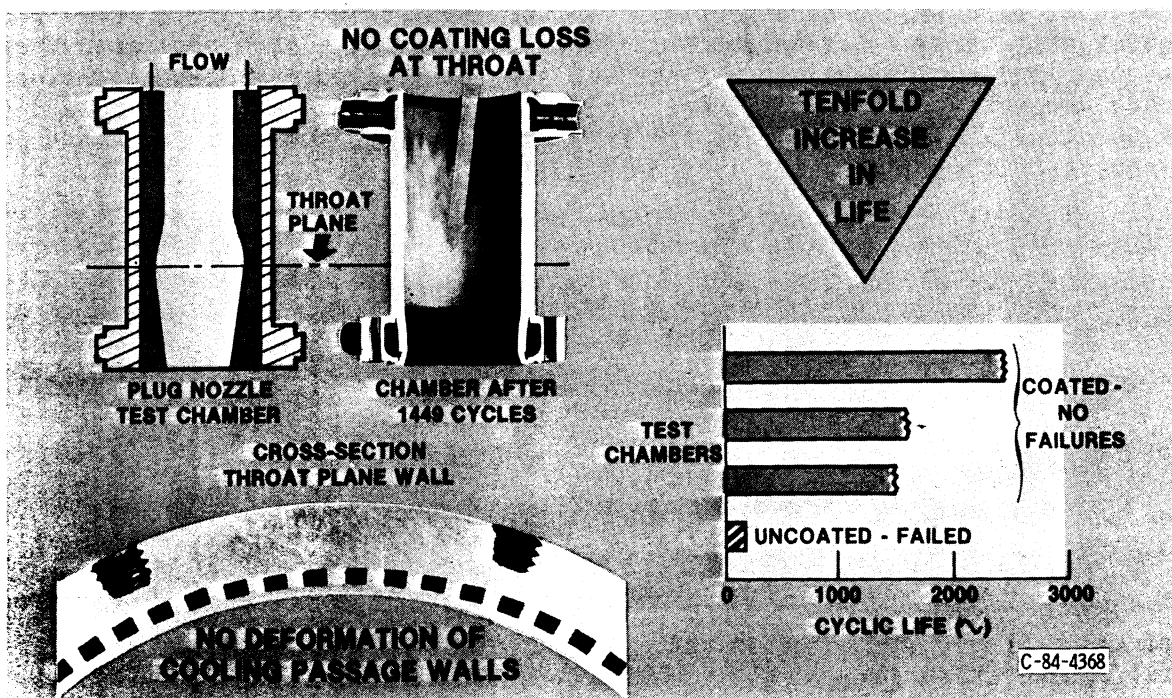 FLOW
NO COATING LOSS
AT THROAT
THROAT
PLANE
PLUG NOZZLE
TEST CHAMBER
CHAMBER AFTER
1449 CYCLES
CROSS-SECTION
THROAT PLANE WALL
NO DEFORMATION OF
COOLING PASSAGE WALLS
TENFOLD
INCREASE
IN
LIFE
TEST
CHAMBERS
COATED -
NO
FAILURES
UNCOATED - FAILED
0 1000 2000 3000
CYCLIC LIFE (∿)
C-84-4368